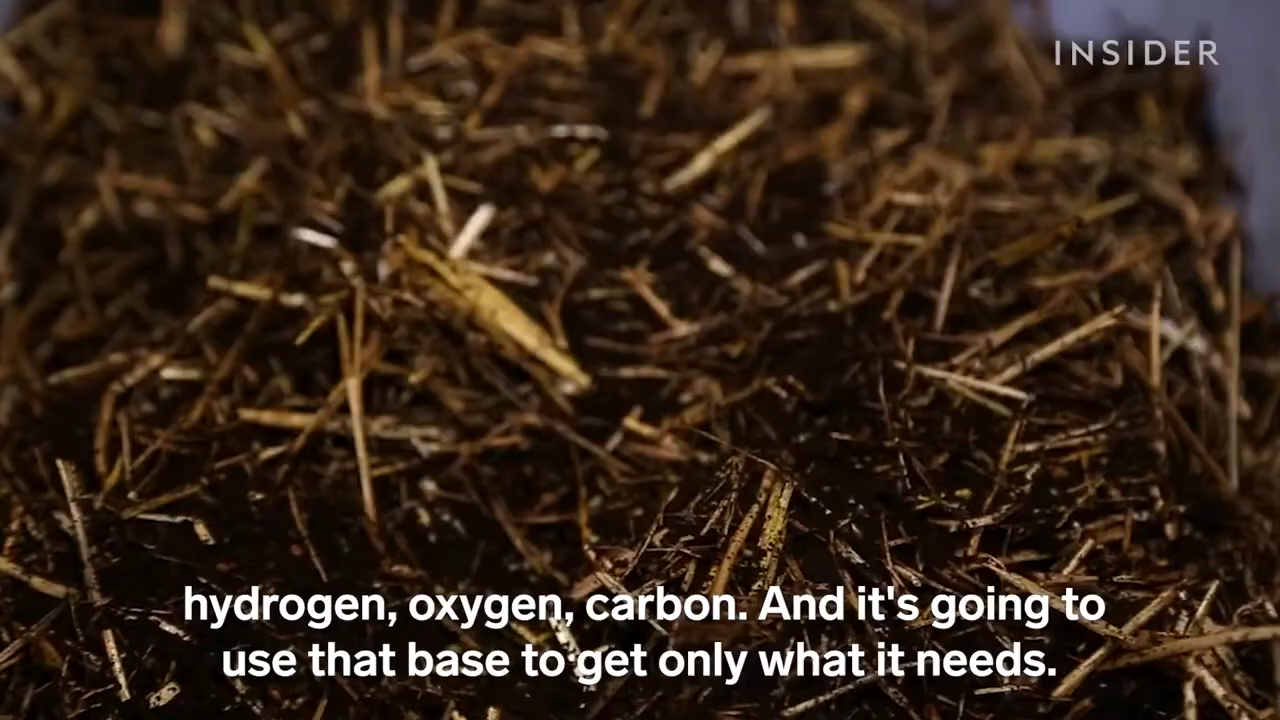 INSIDER
hydrogen, oxygen, carbon. And it's going to
use that base to get only what it needs.